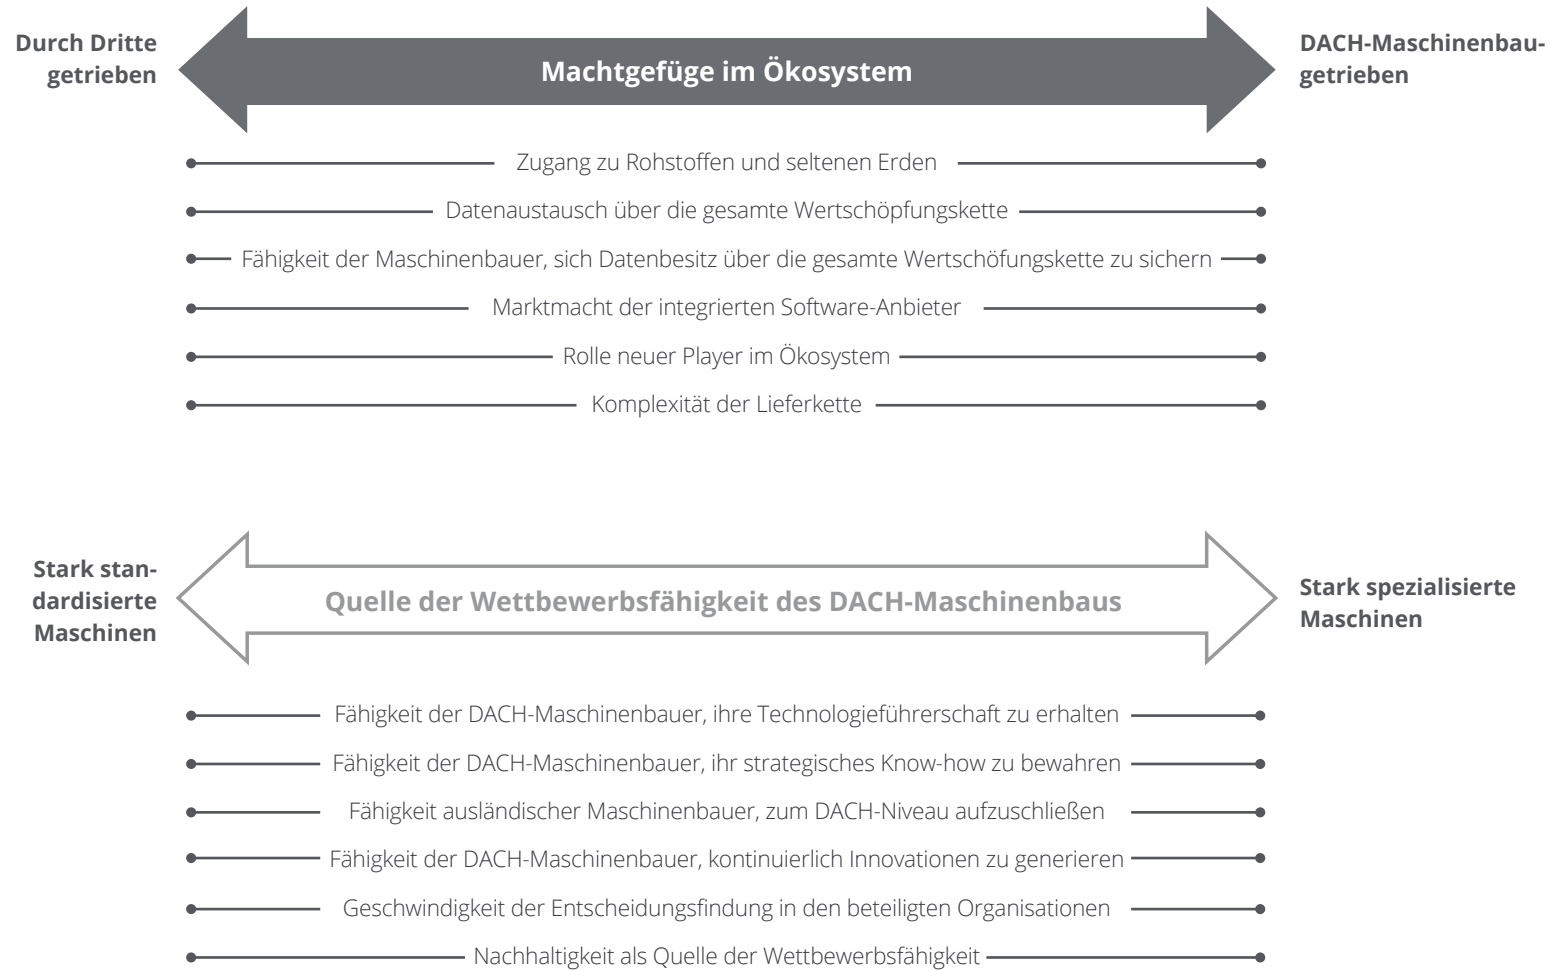 Durch Dritte
getrieben
Machtgefüge im Ökosystem
DACH-Maschinenbau-
getrieben
Zugang zu Rohstoffen und seltenen Erden
Datenaustausch über die gesamte Wertschöpfungskette
Fähigkeit der Maschinenbauer, sich Datenbesitz über die gesamte Wertschöfungskette zu sichern
Marktmacht der integrierten Software-Anbieter
Rolle neuer Player im Ökosystem
Komplexität der Lieferkette
Stark stan-
dardisierte
Maschinen
Quelle der Wettbewerbsfähigkeit des DACH-Maschinenbaus
Stark spezialisierte
Maschinen
Fähigkeit der DACH-Maschinenbauer, ihre Technologieführerschaft zu erhalten
Fähigkeit der DACH-Maschinenbauer, ihr strategisches Know-how zu bewahren
Fähigkeit ausländischer Maschinenbauer, zum DACH-Niveau aufzuschließen
Fähigkeit der DACH-Maschinenbauer, kontinuierlich Innovationen zu generieren
Geschwindigkeit der Entscheidungsfindung in den beteiligten Organisationen
Nachhaltigkeit als Quelle der Wettbewerbsfähigkeit